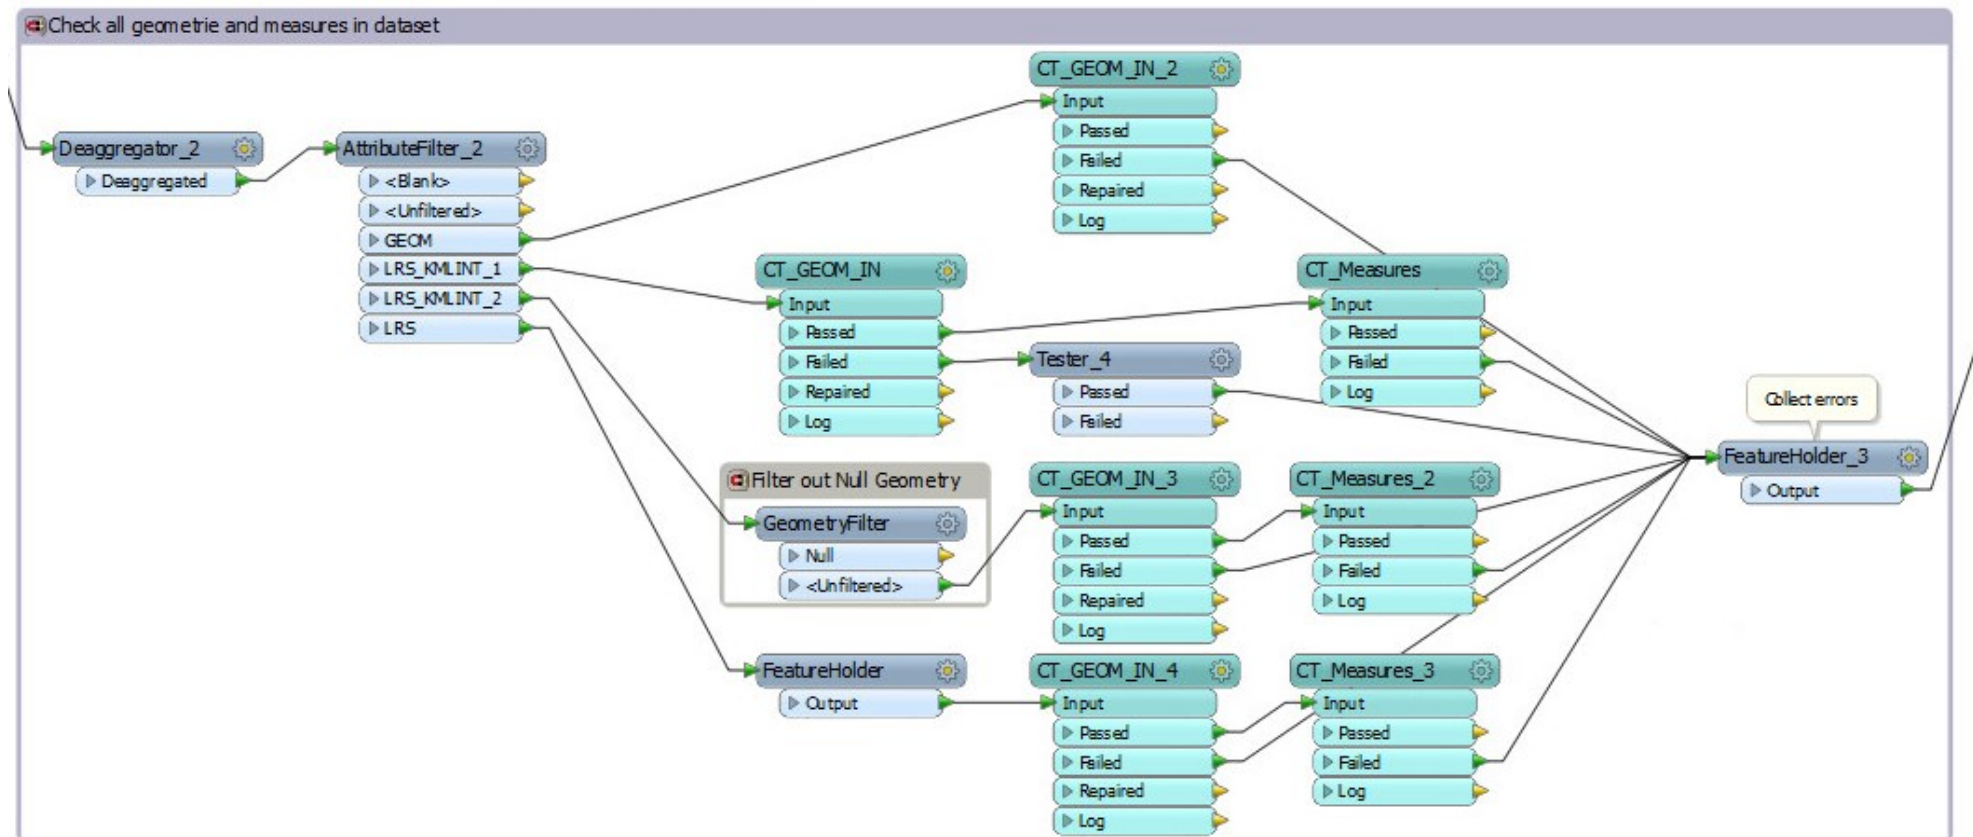 Check all geometrie and measures in dataset
Deaggregator_2
Deaggregated
AttributeFilter_2
<Blank>
<Unfiltered>
GEOM
LRS_KMLINT_1
LRS_KMLINT_2
LRS
CT_GEOM_IN_2
Input
Passed
Failed
Repaired
Log
CT_GEOM_IN
Input
Passed
Failed
Repaired
Log
CT_Measures
Input
Passed
Failed
Log
Tester_4
Passed
Failed
Filter out Null Geometry
GeometryFilter
Null
<Unfiltered>
CT_GEOM_IN_3
Input
Passed
Failed
Repaired
Log
CT_Measures_2
Input
Passed
Failed
Log
FeatureHolder
Output
CT_GEOM_IN_4
Input
Passed
Failed
Repaired
Log
CT_Measures_3
Input
Passed
Failed
Log
Collect errors
FeatureHolder_3
Output